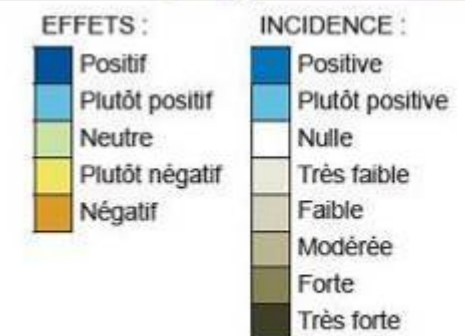 EFFETS :
Positif
Plutôt positif
Neutre
Plutôt négatif
Négatif
INCIDENCE :
Positive
Plutôt positive
Nulle
Très faible
Faible
Modérée
Forte
Très forte